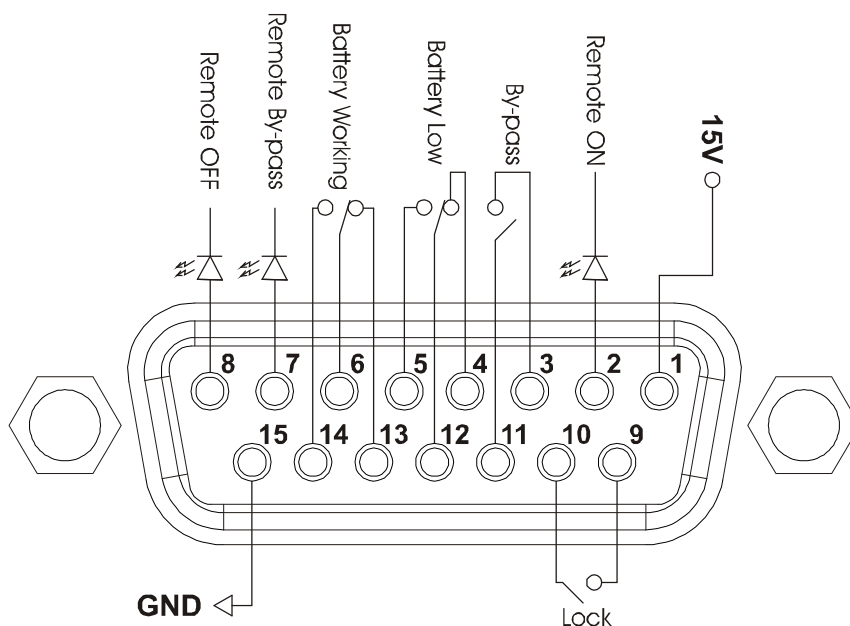 Remote OFF
Remote By-pass
Battery Working
Battery Low
By-pass
Remote ON
15V
8 7 6 5 4 3 2 1
15 14 13 12 11 10 9
GND
Lock